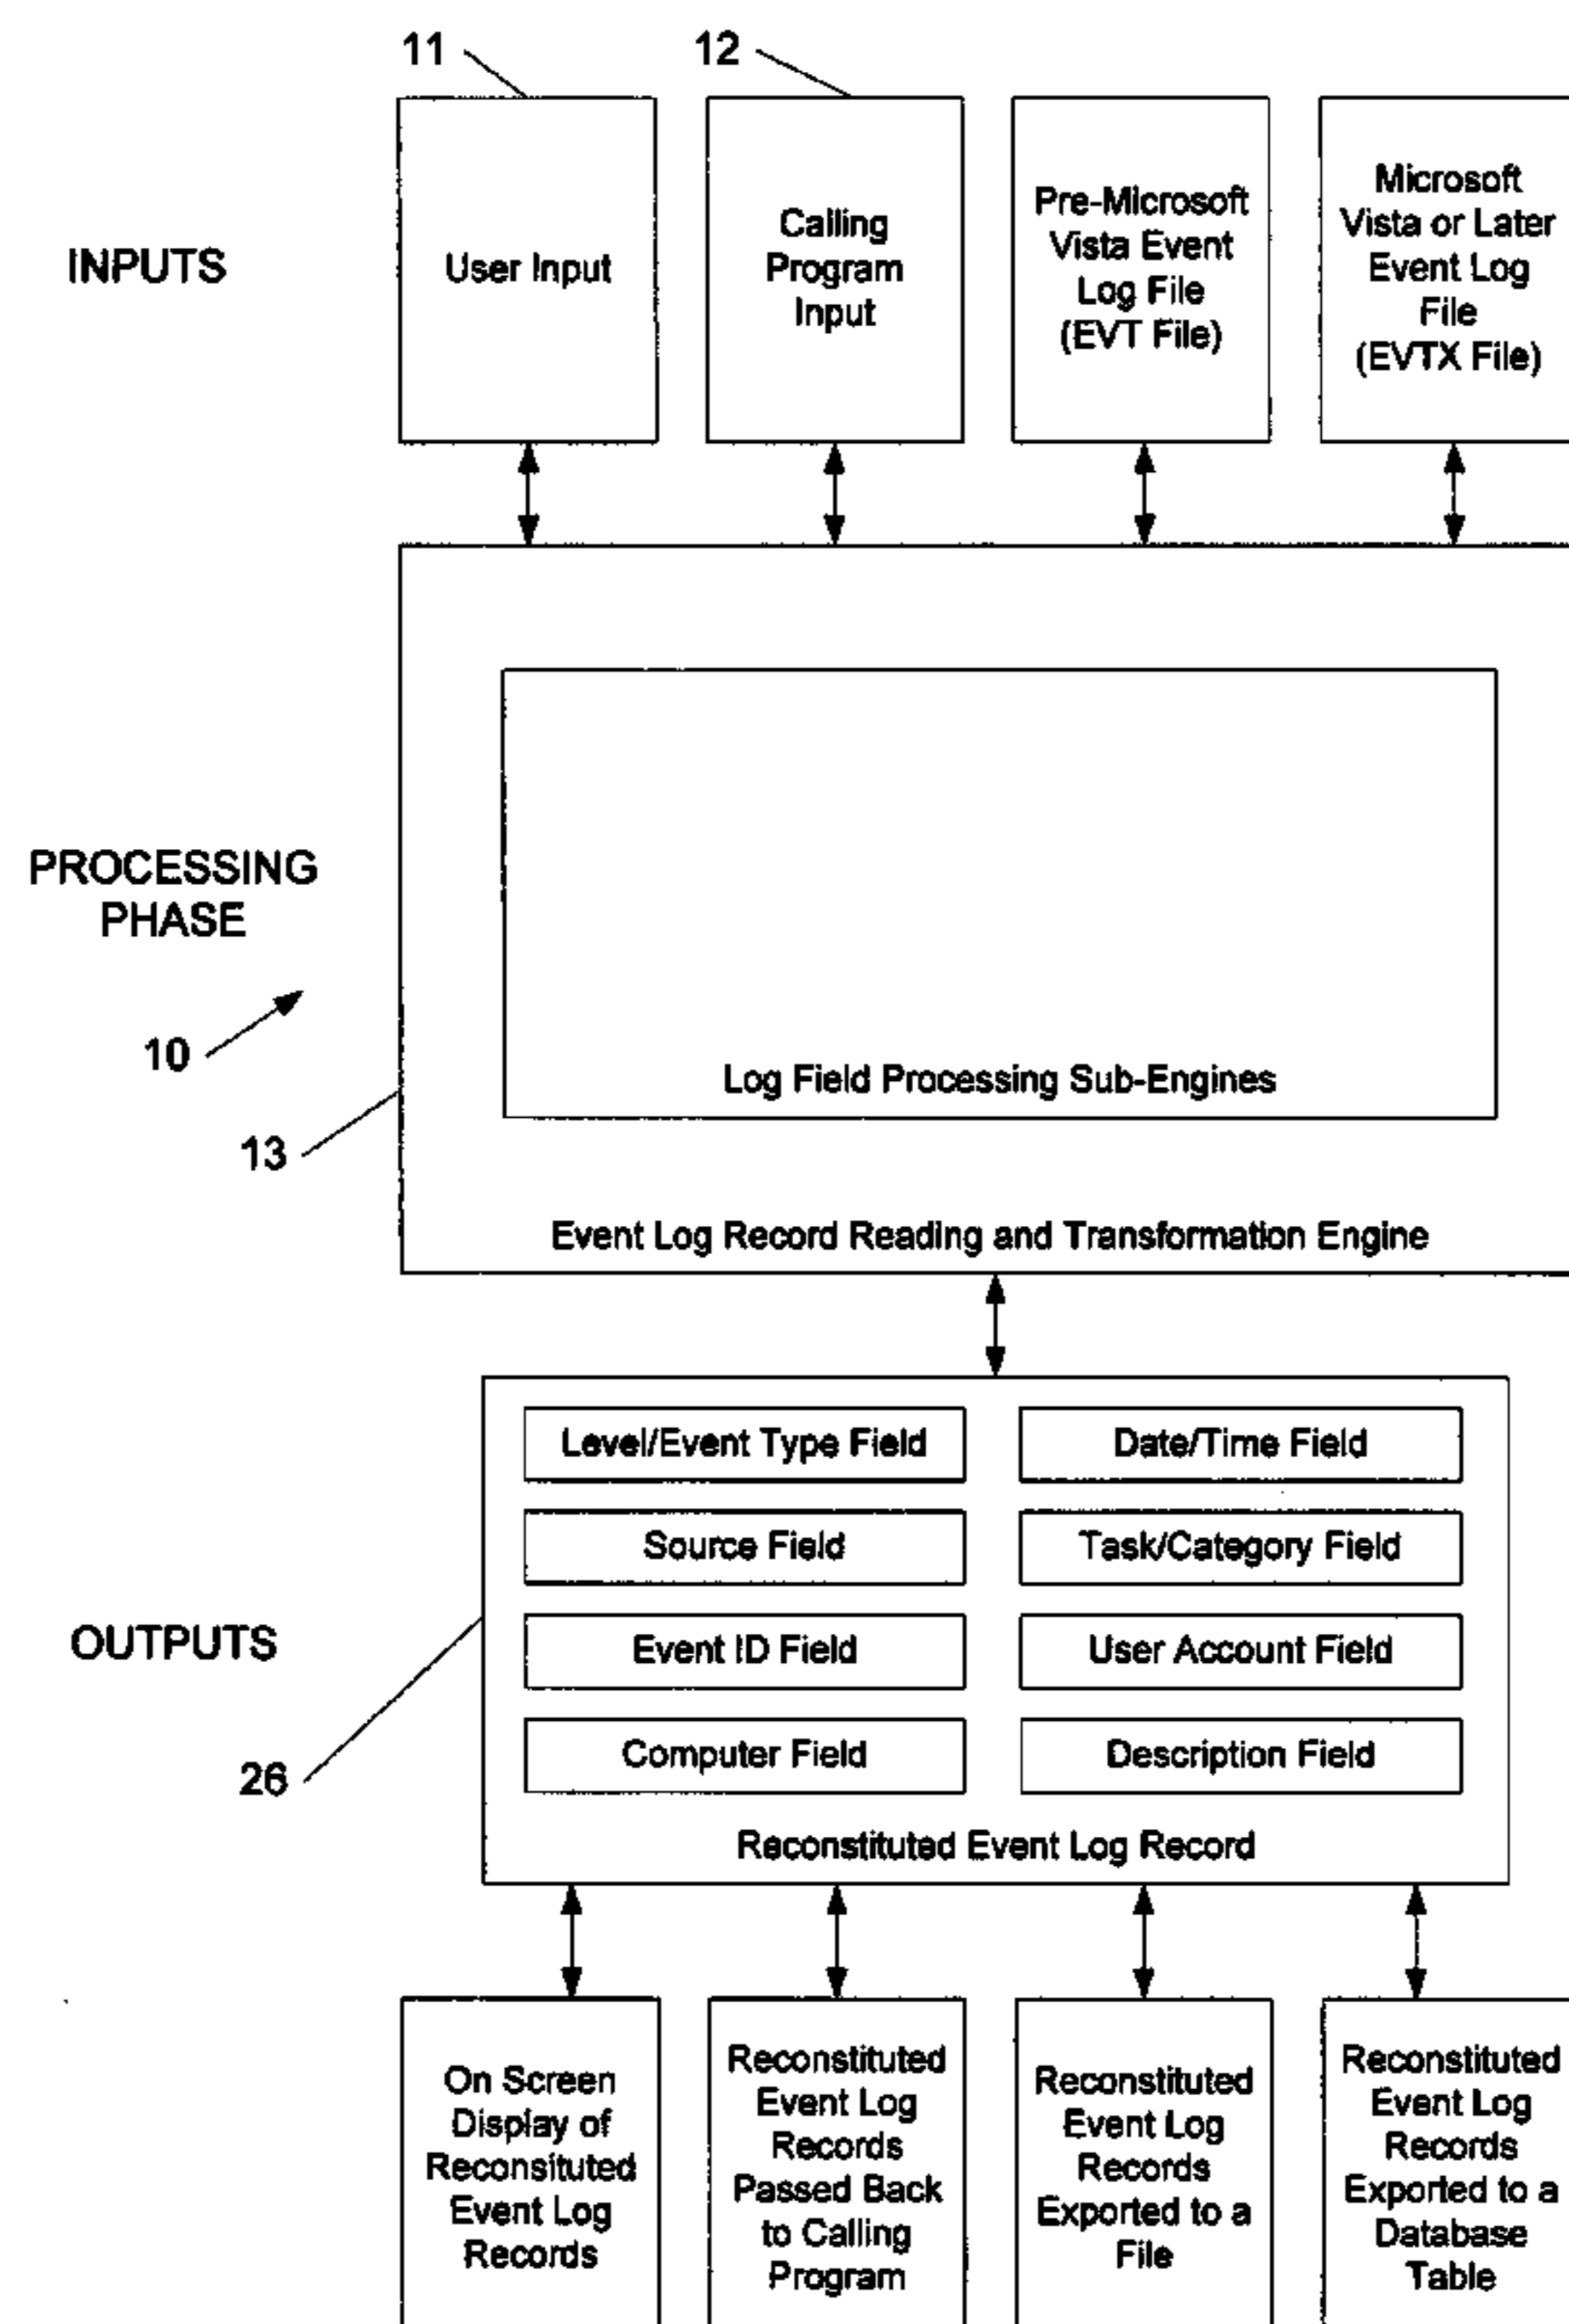 11
12
INPUTS
User Input
Calling
Program
Input
Pre-Microsoft
Vista Event
Log File
(EVT File)
Microsoft
Vista or Later
Event Log
File
(EVTX File)
PROCESSING
PHASE
10
13
Log Field Processing Sub-Engines
Event Log Record Reading and Transformation Engine
OUTPUTS
26
Level/Event Type Field
Date/Time Field
Source Field
Task/Category Field
Event ID Field
User Account Field
Computer Field
Description Field
Reconstituted Event Log Record
On Screen
Display of
Reconsituted
Event Log
Records
Reconstituted
Event Log
Records
Passed Back
to Calling
Program
Reconstituted
Event Log
Records
Exported to a
File
Reconstituted
Event Log
Records
Exported to a
Database
Table